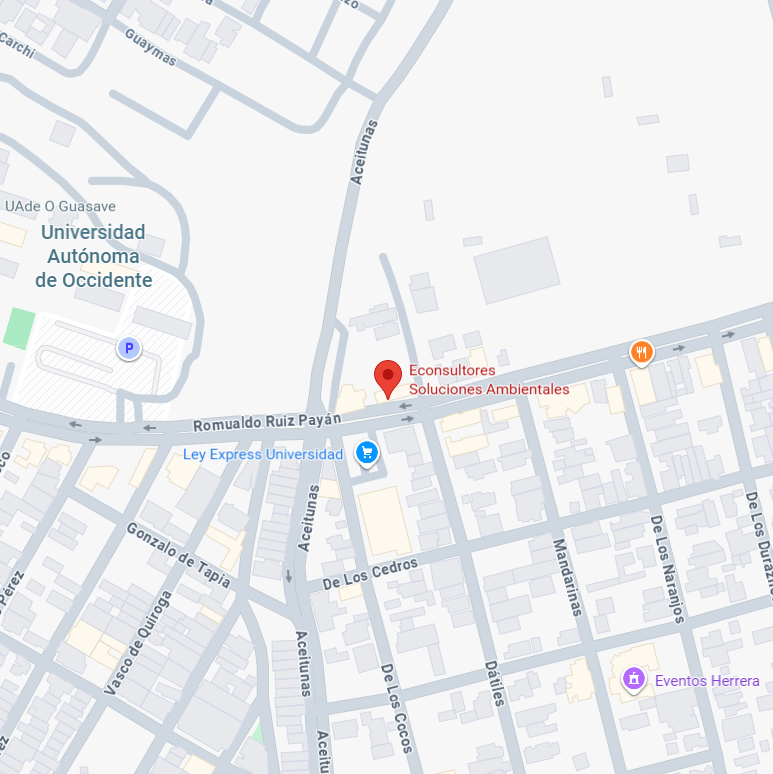 Guaymas
Carchi
Aceitunas
UAde O Guasave
Universidad
Autónoma
de Occidente
P
Econsultores
Soluciones Ambientales
Romualdo Ruiz Payán
Ley Express Universidad
Aceitunas
Gonzalo de Tapia
De Los Cedros
Mandarinas
De Los Naranjos
De Los Durazno
Pérez
Vasco de Quiroga
Aceitunas
De Los Cocos
Dátiles
Eventos Herrera
Aceitu